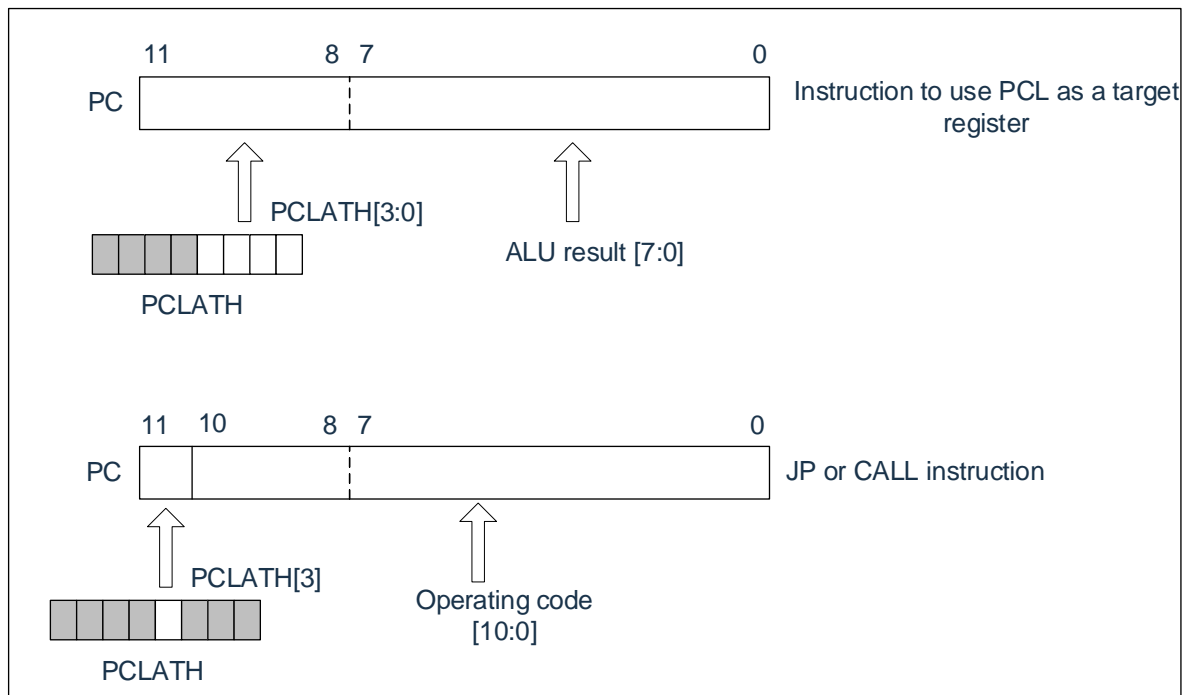 11 8 7 0
PC
Instruction to use PCL as a target
register
PCLATH[3:0]
ALU result [7:0]
PCLATH
11 10 8 7 0
PC
JP or CALL instruction
PCLATH[3]
Operating code
[10:0]
PCLATH